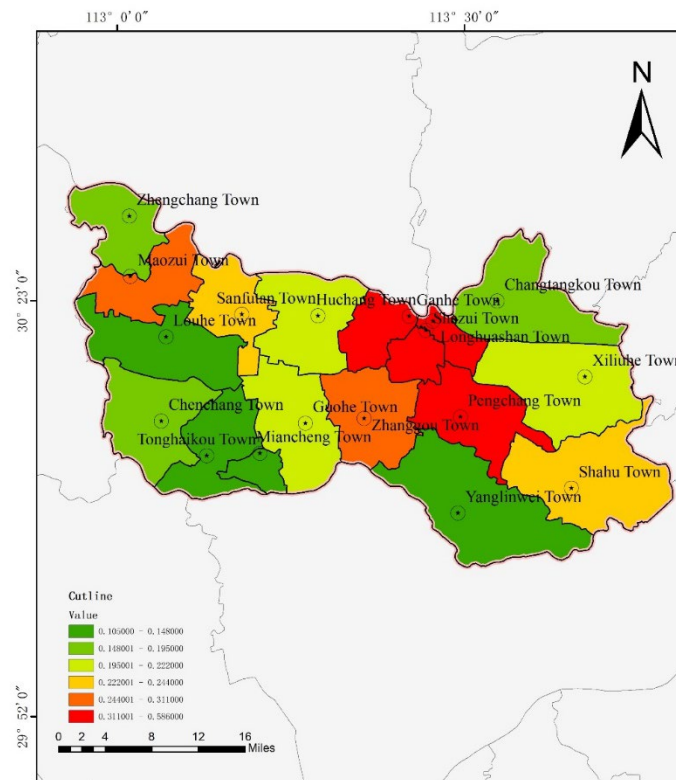 113° 0′ 0″
113° 30′ 0″
N
Zhangchang Town
Maozui Town
Changtangkou Town
30° 23′ 0″
Sanfutan Town
Huchang Town
Ganhe Town
Shazui Town
Louhe Town
Longhuashan Town
Xiliuhe Town
Chenchang Town
Guohe Town
Pengchang Town
Zhanggou Town
Tonghaikou Town
Miancheng Town
Shahu Town
Yanglinwei Town
Cutline
Value
0.105000 - 0.148000
0.148001 - 0.195000
0.195001 - 0.222000
0.222001 - 0.244000
0.244001 - 0.311000
0.311001 - 0.586000
29° 52′ 0″
0 2 4 8 12 16
Miles